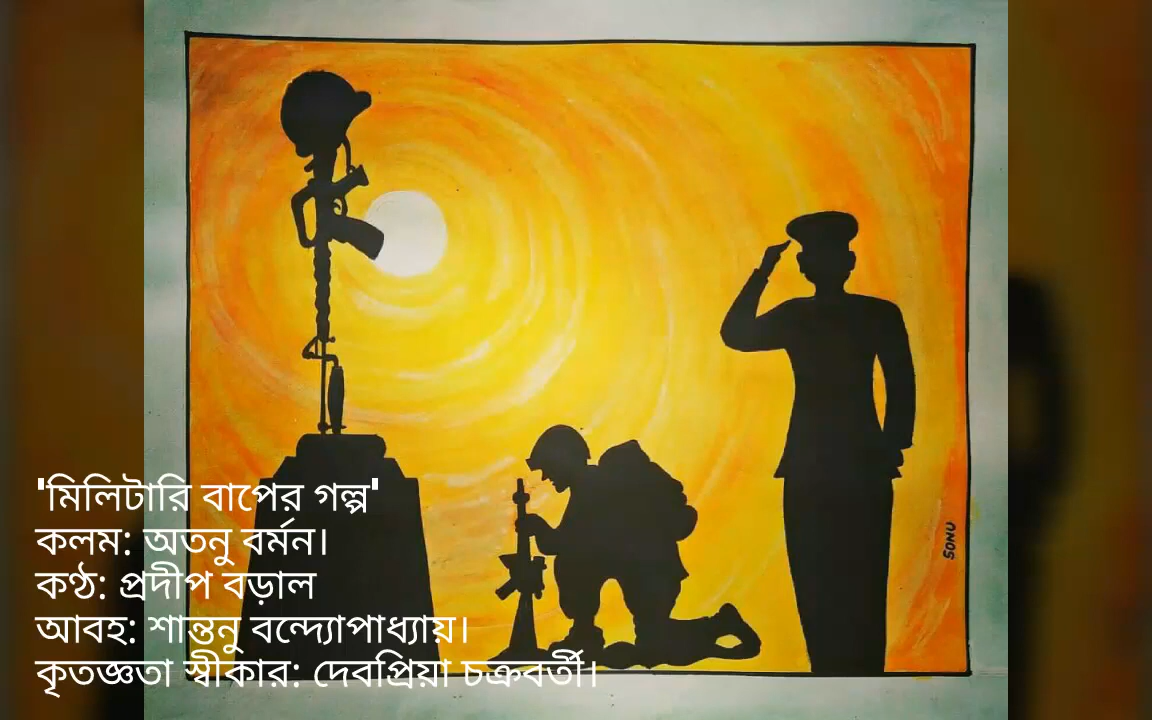 'মিলিটারি বাপের গল্প'
কলম: অতনু বর্মন।
কণ্ঠ: প্রদীপ বড়াল
আবহ: শান্তনু বন্দ্যোপাধ্যায়।
কৃতজ্ঞতা স্বীকার: দেবপ্রিয়া চক্রবর্তী।
SONU